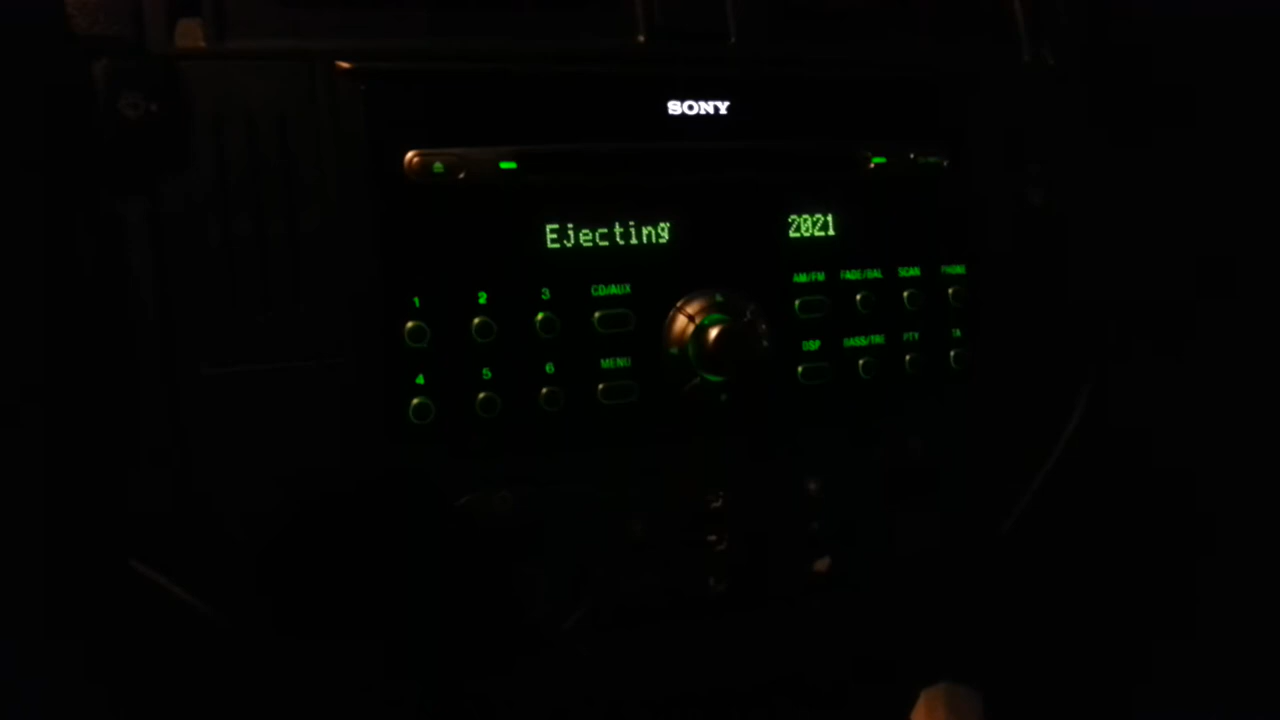 SONY
Ejecting 2021
AM/FM FADE/BAL SCAN PHONE
1 2 3 CD/AUX
DSP BASS/TRE PTY TA
4 5 6 MENU